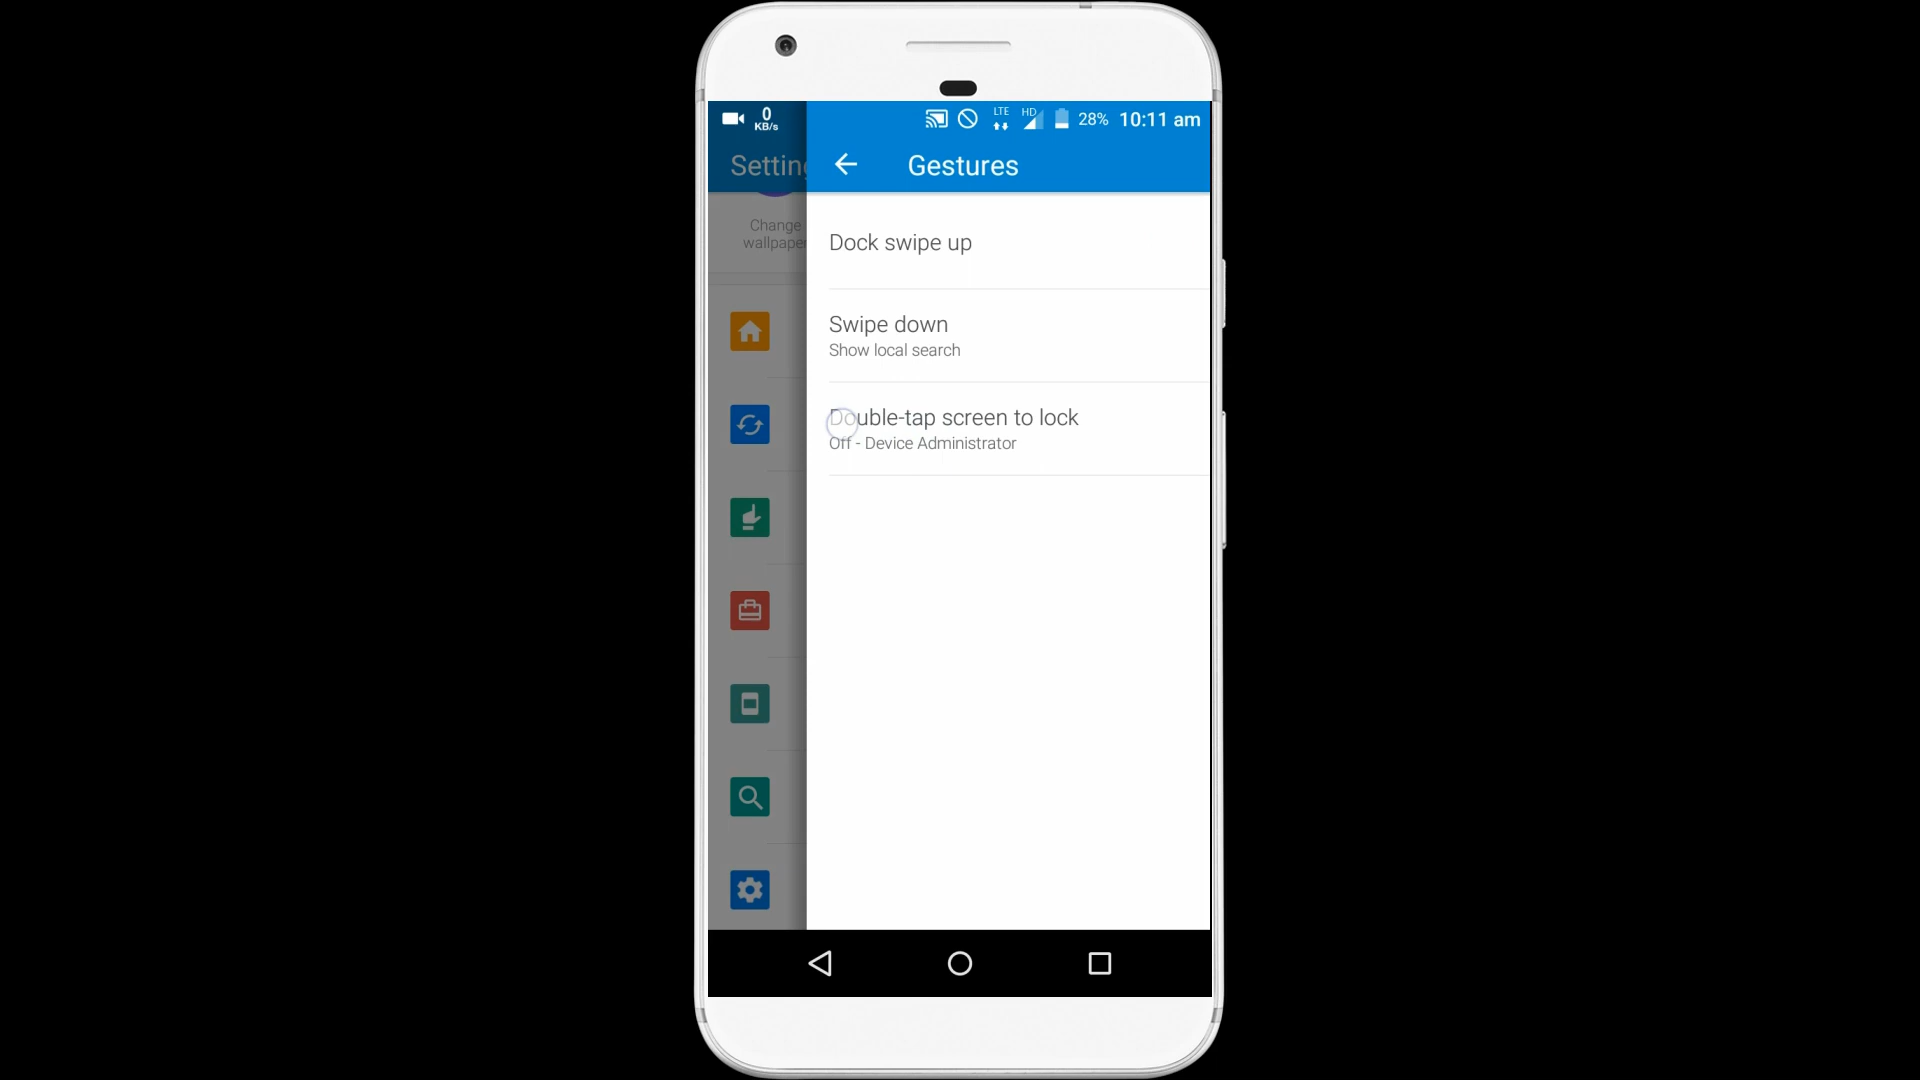 0
KB/s
LTE
HD
28%
10:11 am
Setting
Gestures
Change
wallpaper
Dock swipe up
Swipe down
Show local search
Double-tap screen to lock
Off - Device Administrator